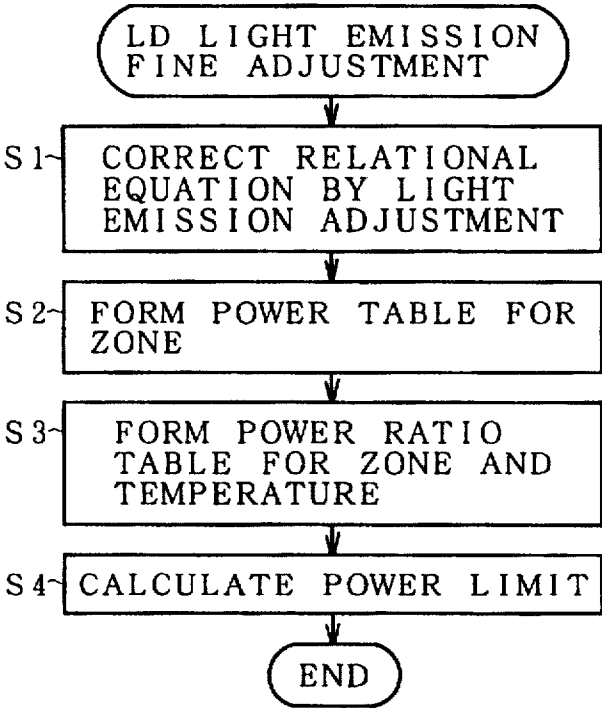 LD LIGHT EMISSION
FINE ADJUSTMENT
S1
CORRECT RELATIONAL
EQUATION BY LIGHT
EMISSION ADJUSTMENT
S2
FORM POWER TABLE FOR
ZONE
S3
FORM POWER RATIO
TABLE FOR ZONE AND
TEMPERATURE
S4
CALCULATE POWER LIMIT
END